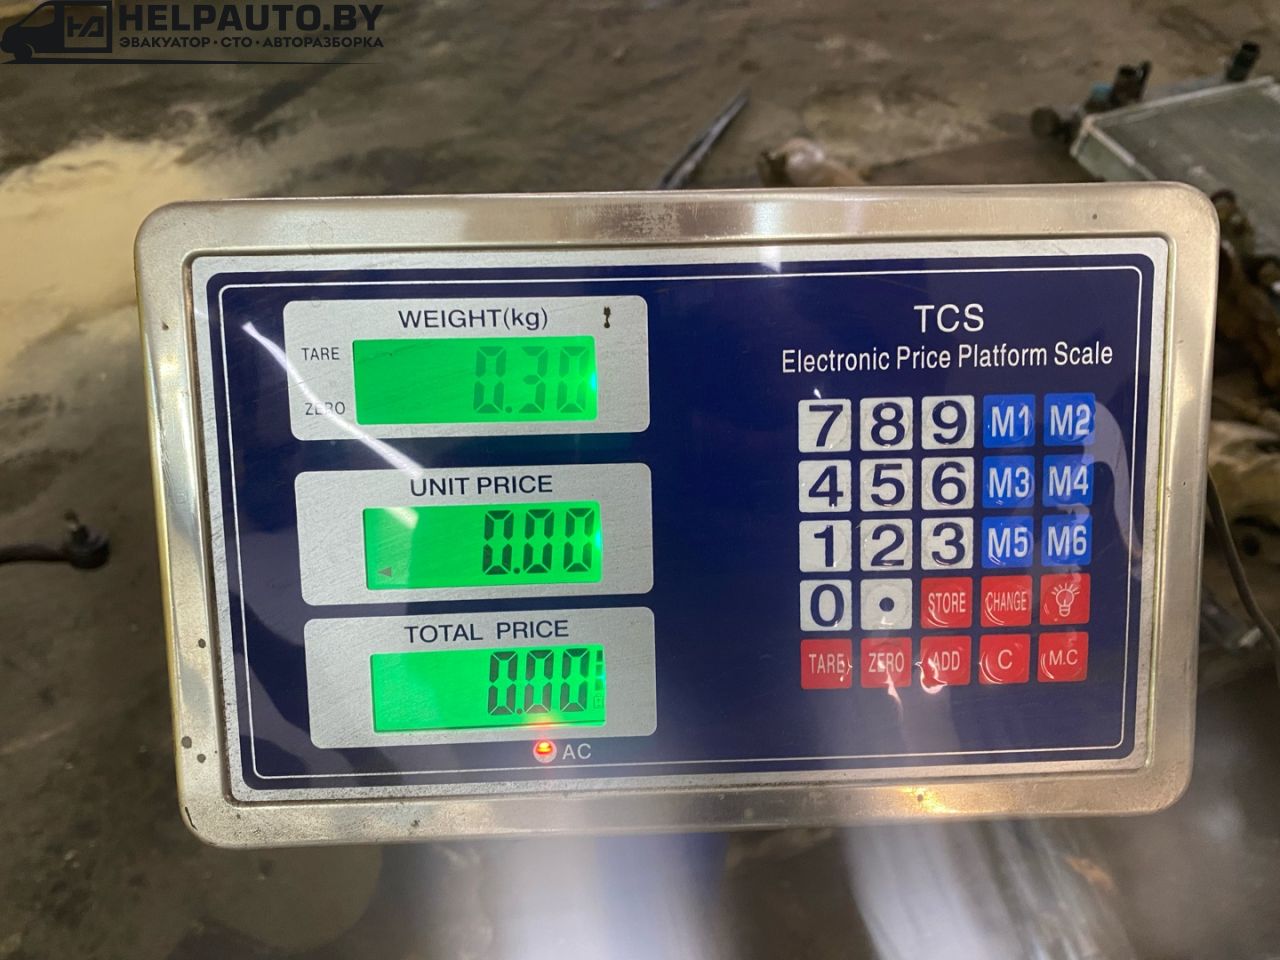 HELPAUTO.BY
ЭВАКУАТОР·СТО·АВТОРАЗБОРКА
WEIGHT(kg)
TARE
0.30
ZERO
UNIT PRICE
0.00
TOTAL PRICE
0.00
AC
TCS
Electronic Price Platform Scale
7 8 9 M1 M2
4 5 6 M3 M4
1 2 3 M5 M6
0 . STORE CHANGE
TARE ZERO ADD C M.C